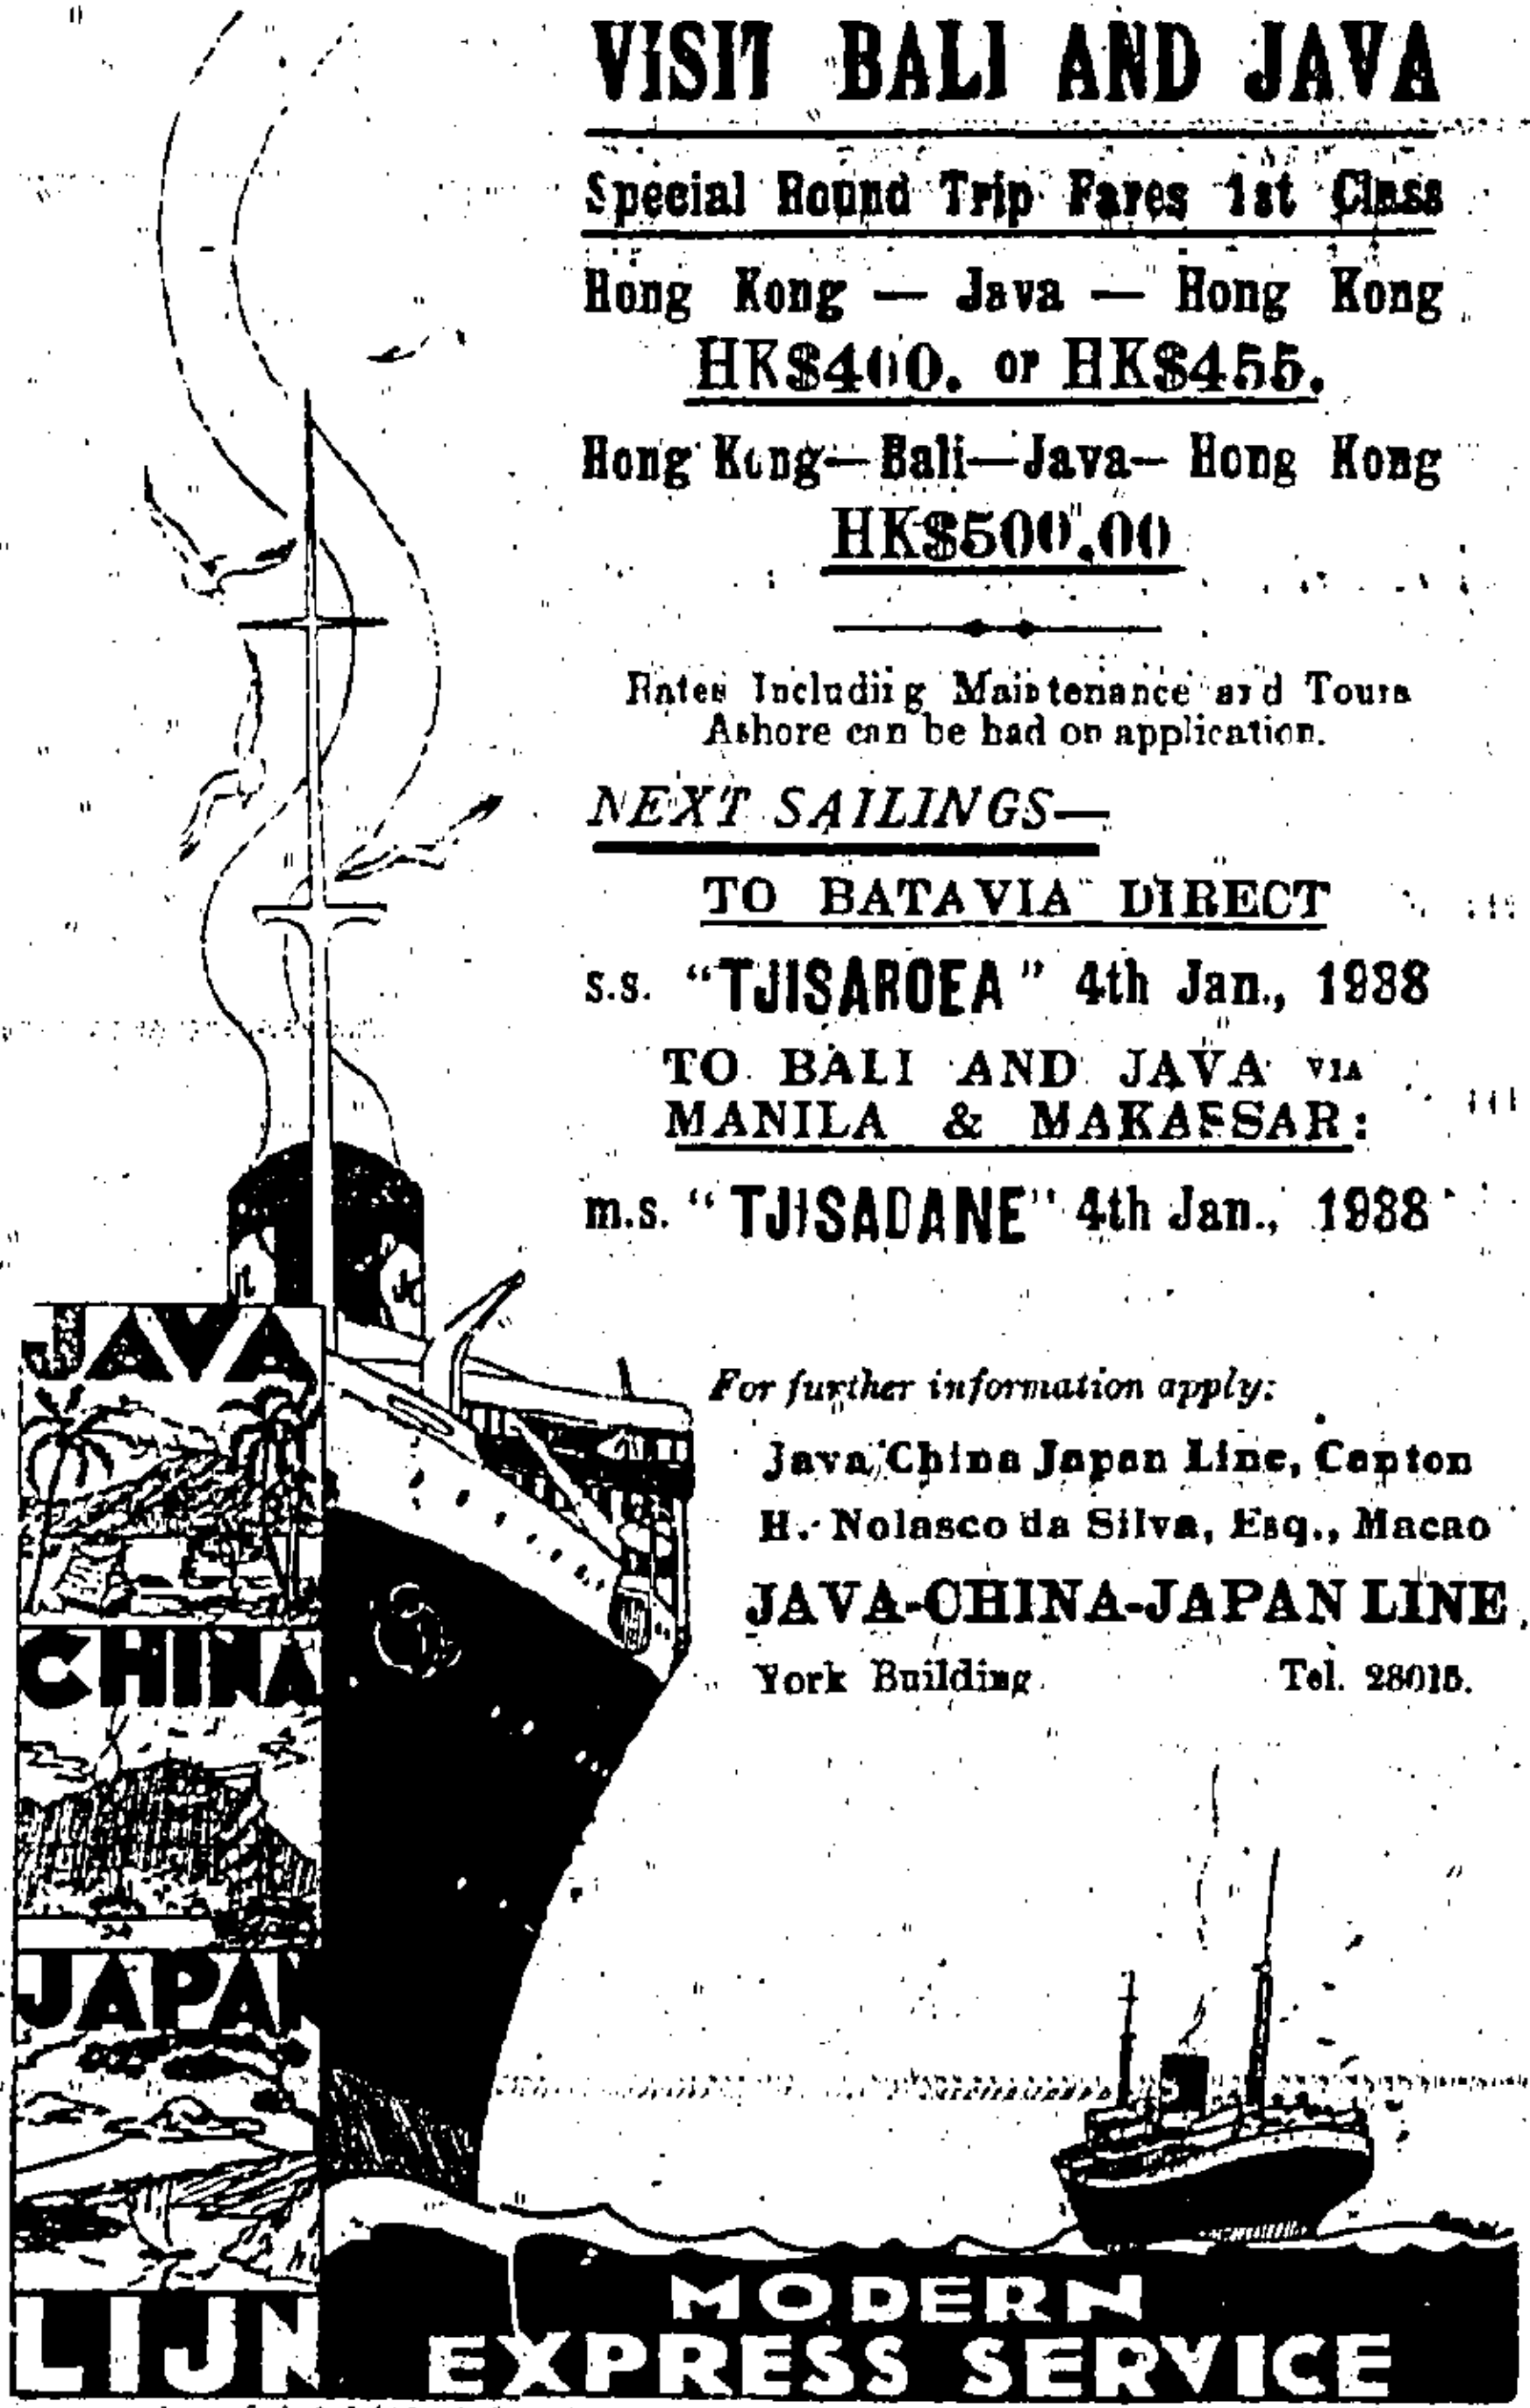 VISIT BALI AND JAVA
Special Round Trip Fares 1st Class
Hong Kong — Java — Hong Kong
HK$400. or HK$455.
Hong Kong—Bali—Java— Hong Kong
HK$500.00
Rates Including Maintenance and Tours
Ashore can be had on application.
NEXT SAILINGS—
TO BATAVIA DIRECT
s.s. "TJISAROEA" 4th Jan., 1938
TO BALI AND JAVA VIA
MANILA & MAKASSAR:
m.s. "TJISADANE" 4th Jan., 1938
For further information apply:
Java China Japan Line, Canton
H. Nolasco da Silva, Esq., Macao
JAVA-CHINA-JAPAN LINE,
York Building. Tel. 28015.
JAVA
CHINA
JAPAN
LIJN
MODERN
EXPRESS SERVICE